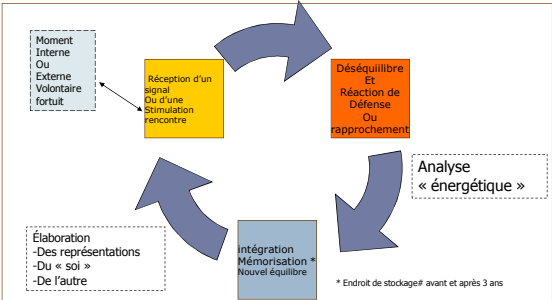 Moment
Interne
Ou
Externe
Volontaire
fortuit
Réception d'un
signal
Ou d'une
Stimulation
rencontre
Déséquilibre
Et
Réaction de
Défense
Ou
rapprochement
Analyse
« énergétique »
intégration
Mémorisation *
Nouvel équilibre
Élaboration
-Des représentations
-Du « soi »
-De l'autre
* Endroit de stockage# avant et après 3 ans